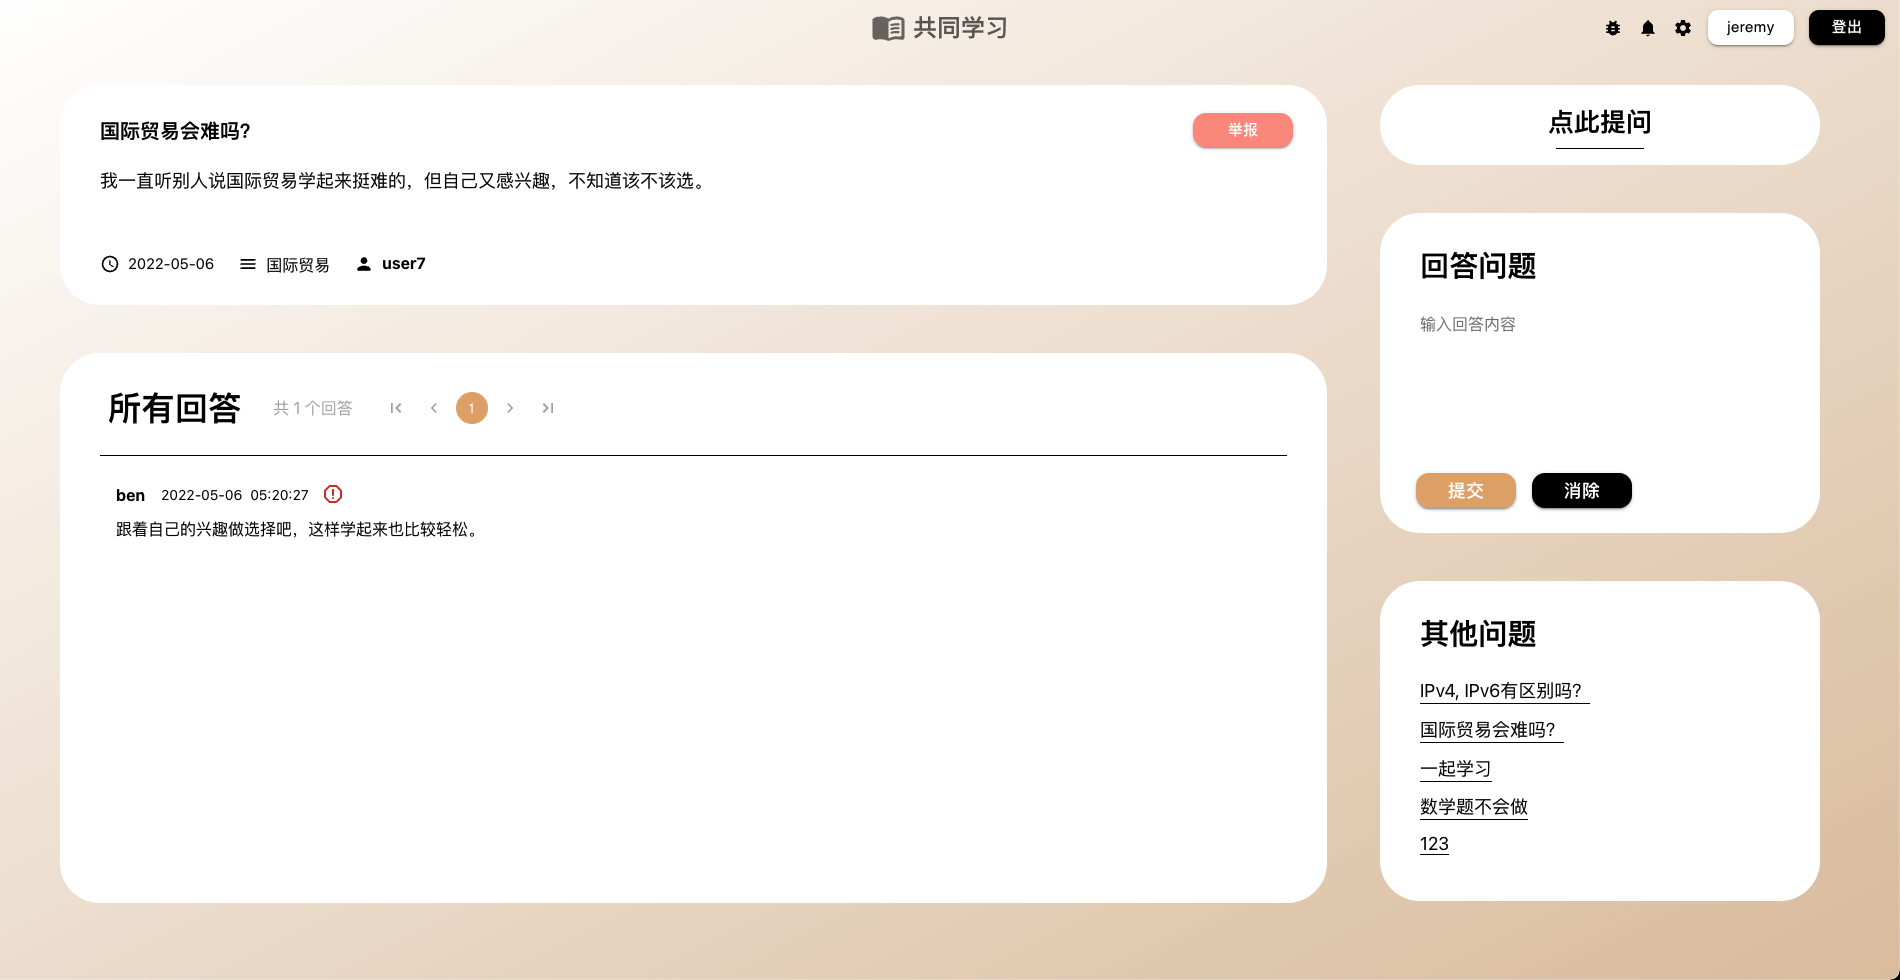 共同学习
jeremy
登出
国际贸易会难吗?
举报
我一直听别人说国际贸易学起来挺难的，但自己又感兴趣，不知道该不该选。
2022-05-06 国际贸易 user7
所有回答 共 1 个回答 1
ben 2022-05-06 05:20:27
跟着自己的兴趣做选择吧，这样学起来也比较轻松。
点此提问
回答问题
输入回答内容
提交 消除
其他问题
IPv4, IPv6有区别吗？
国际贸易会难吗？
一起学习
数学题不会做
123